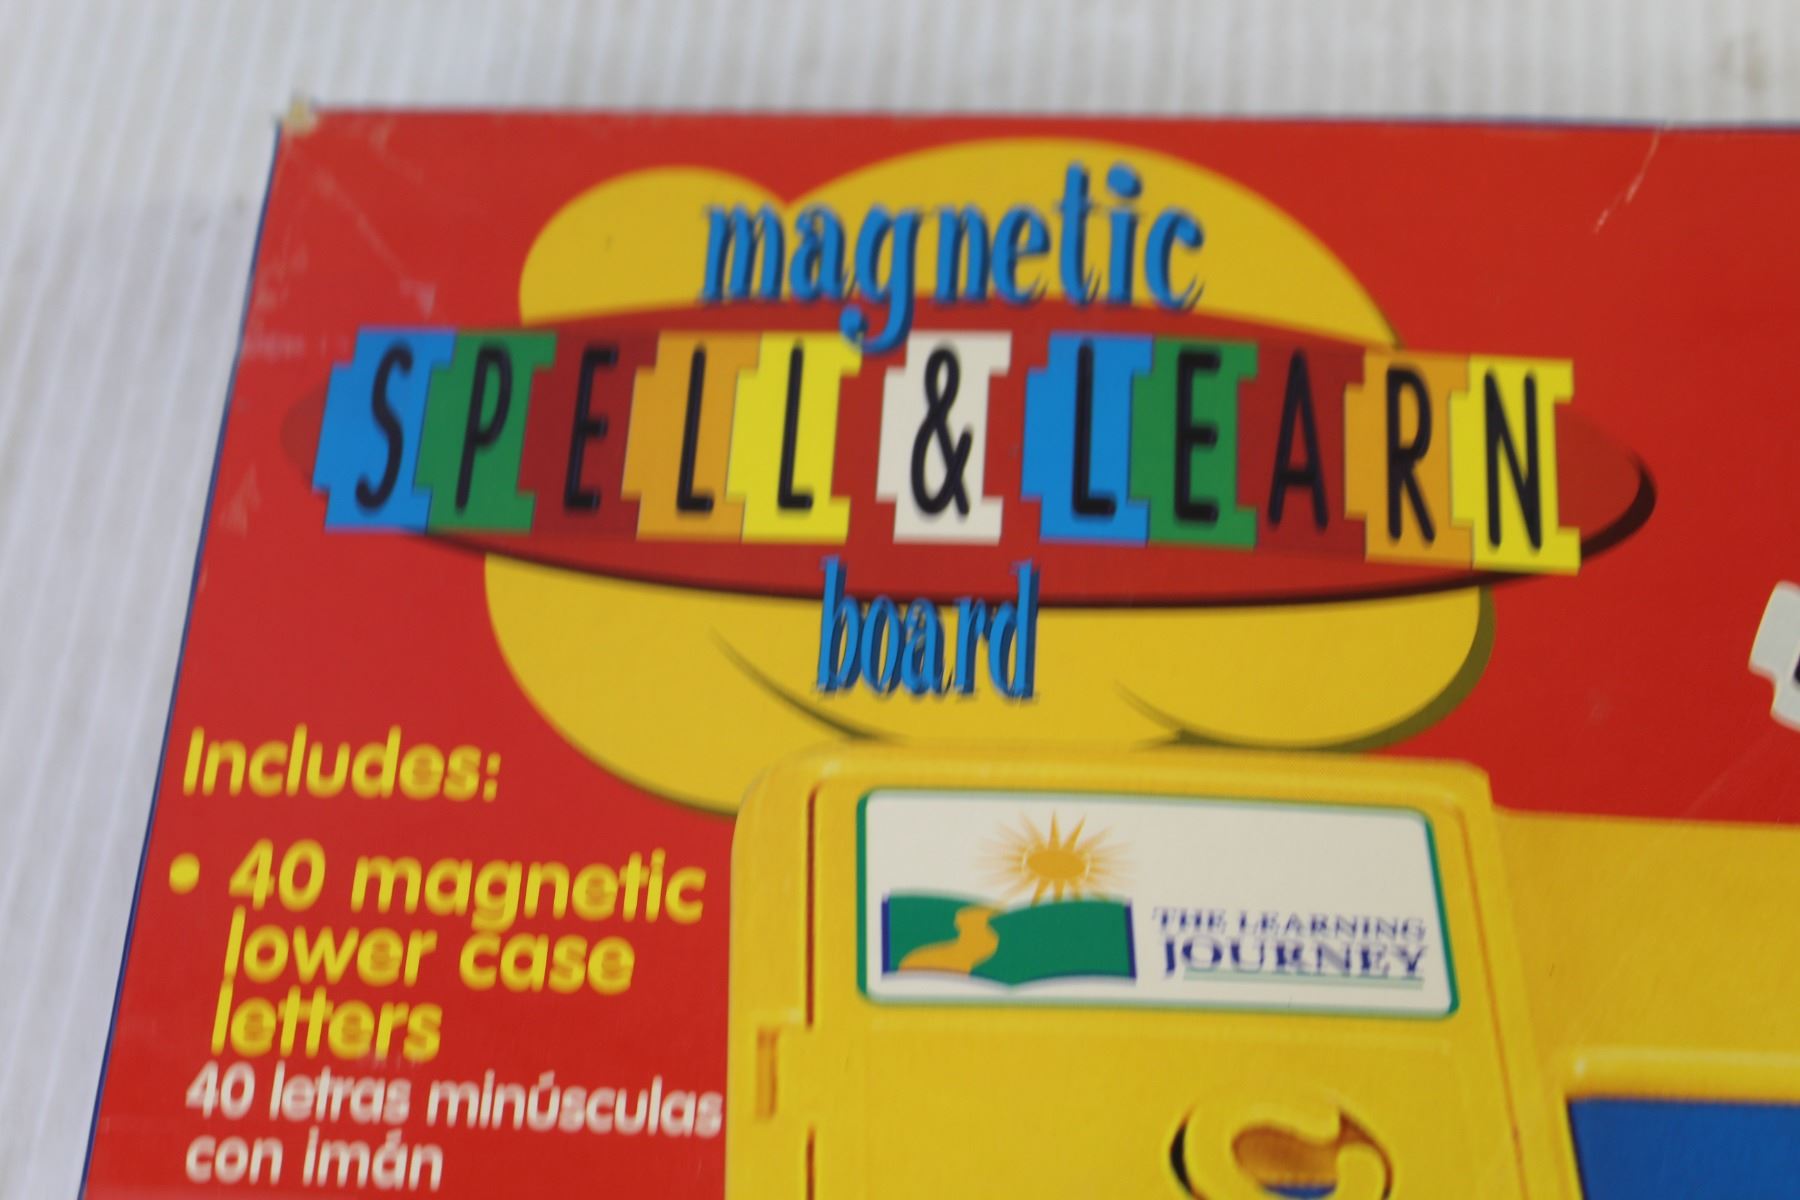 magnetic
SPELL & LEARN
board
Includes:
• 40 magnetic
lower case
letters
40 letras minúsculas
con imán
THE LEARNING
JOURNEY